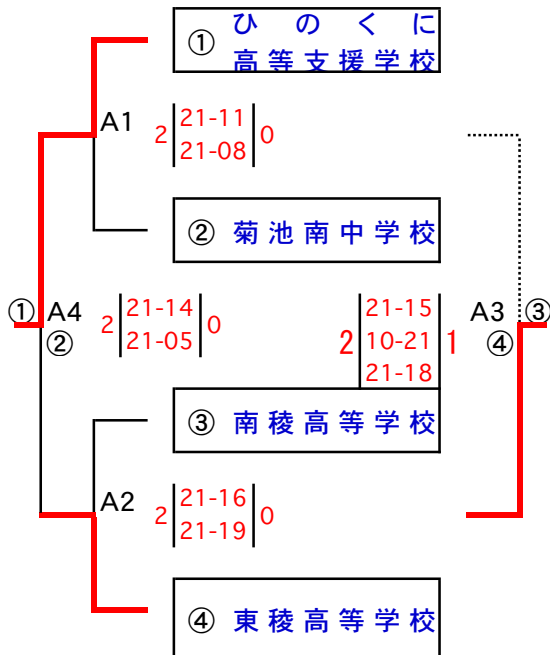 ① ひのくに
高等支援学校
A1
2 21-11 0
21-08
② 菊池南中学校
① A4 ②
2 21-14 0
21-05
21-15
2 10-21 1
21-18
A3 ③
④
③ 南稜高等学校
A2
2 21-16 0
21-19
④ 東稜高等学校